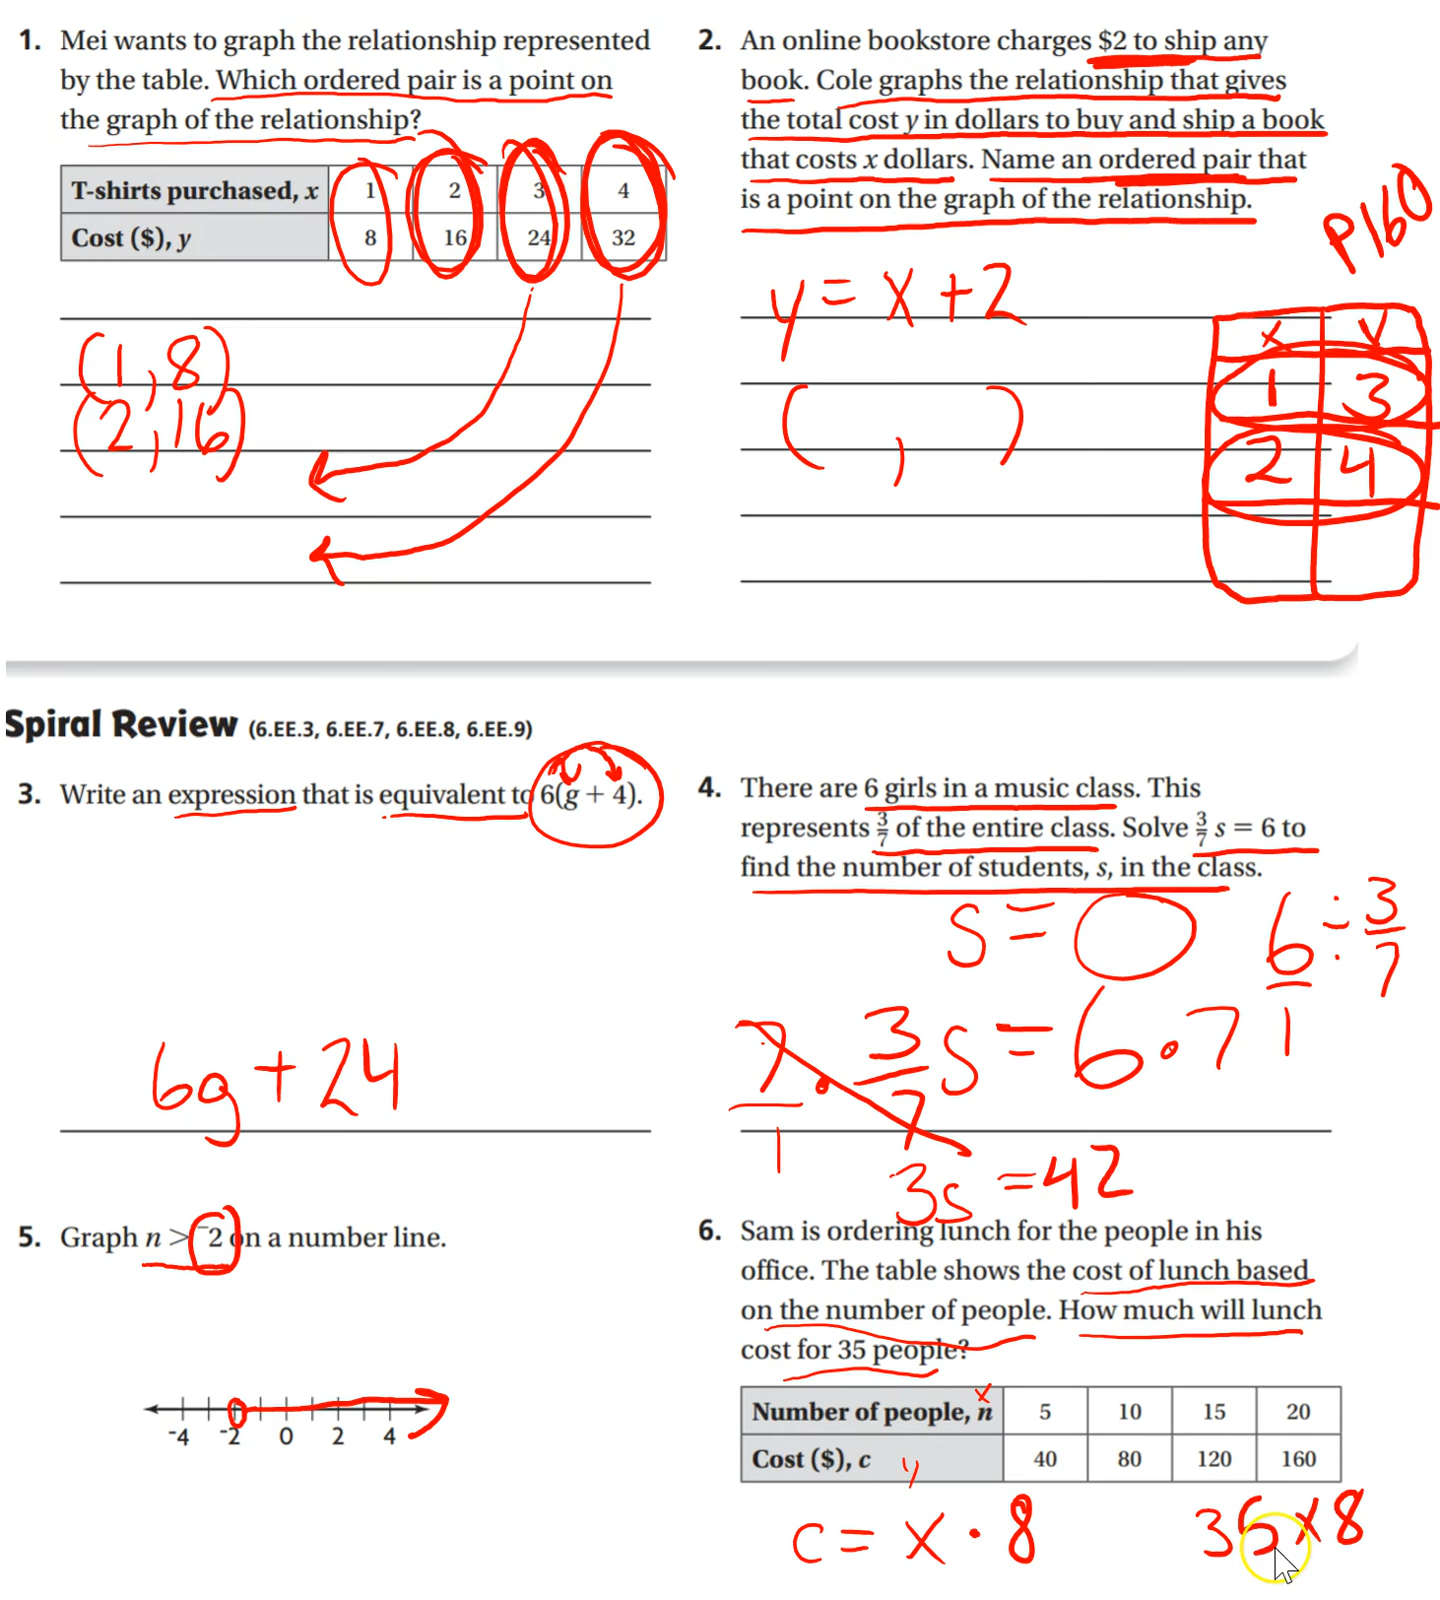 1. Mei wants to graph the relationship represented
by the table. Which ordered pair is a point on
the graph of the relationship?
T-shirts purchased, x 1 2 3 4
Cost ($), y 8 16 24 32
(1,8)
(2,16)
2. An online bookstore charges $2 to ship any
book. Cole graphs the relationship that gives
the total cost y in dollars to buy and ship a book
that costs x dollars. Name an ordered pair that
is a point on the graph of the relationship.
P160
y = x + 2
( , )
x y
1 3
2 4
Spiral Review (6.EE.3, 6.EE.7, 6.EE.8, 6.EE.9)
3. Write an expression that is equivalent to 6(g + 4).
6g + 24
4. There are 6 girls in a music class. This
represents 3/7 of the entire class. Solve 3/7 s = 6 to
find the number of students, s, in the class.
s =
6 ÷ 3/7
7/1 · 3/7 s = 6 · 7 1
3s = 42
5. Graph n > ⁻2 on a number line.
⁻4 ⁻2 0 2 4
6. Sam is ordering lunch for the people in his
office. The table shows the cost of lunch based
on the number of people. How much will lunch
cost for 35 people?
x
Number of people, n 5 10 15 20
Cost ($), c y 40 80 120 160
c = x · 8
35 x 8